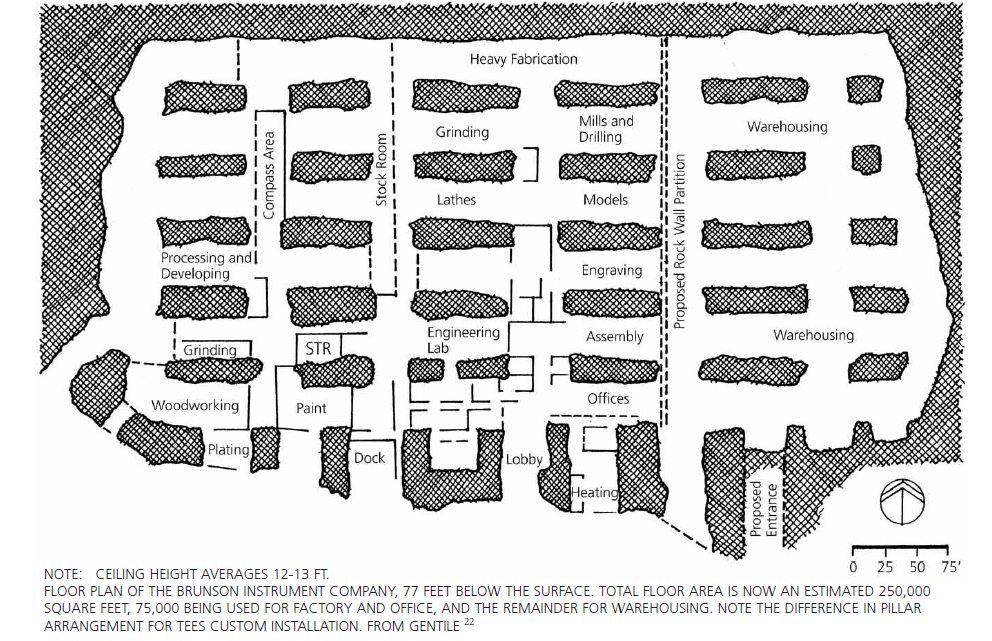 Heavy Fabrication
Grinding
Mills and
Drilling
Warehousing
Compass Area
Stock Room
Lathes
Models
Proposed Rock Wall Partition
Processing and
Developing
Engraving
Engineering
Lab
Assembly
Warehousing
Grinding
STR
Woodworking
Paint
Offices
Plating
Dock
Lobby
Heating
Proposed
Entrance
0 25 50 75'
NOTE: CEILING HEIGHT AVERAGES 12-13 FT.
FLOOR PLAN OF THE BRUNSON INSTRUMENT COMPANY, 77 FEET BELOW THE SURFACE. TOTAL FLOOR AREA IS NOW AN ESTIMATED 250,000
SQUARE FEET, 75,000 BEING USED FOR FACTORY AND OFFICE, AND THE REMAINDER FOR WAREHOUSING. NOTE THE DIFFERENCE IN PILLAR
ARRANGEMENT FOR TEES CUSTOM INSTALLATION. FROM GENTILE 22